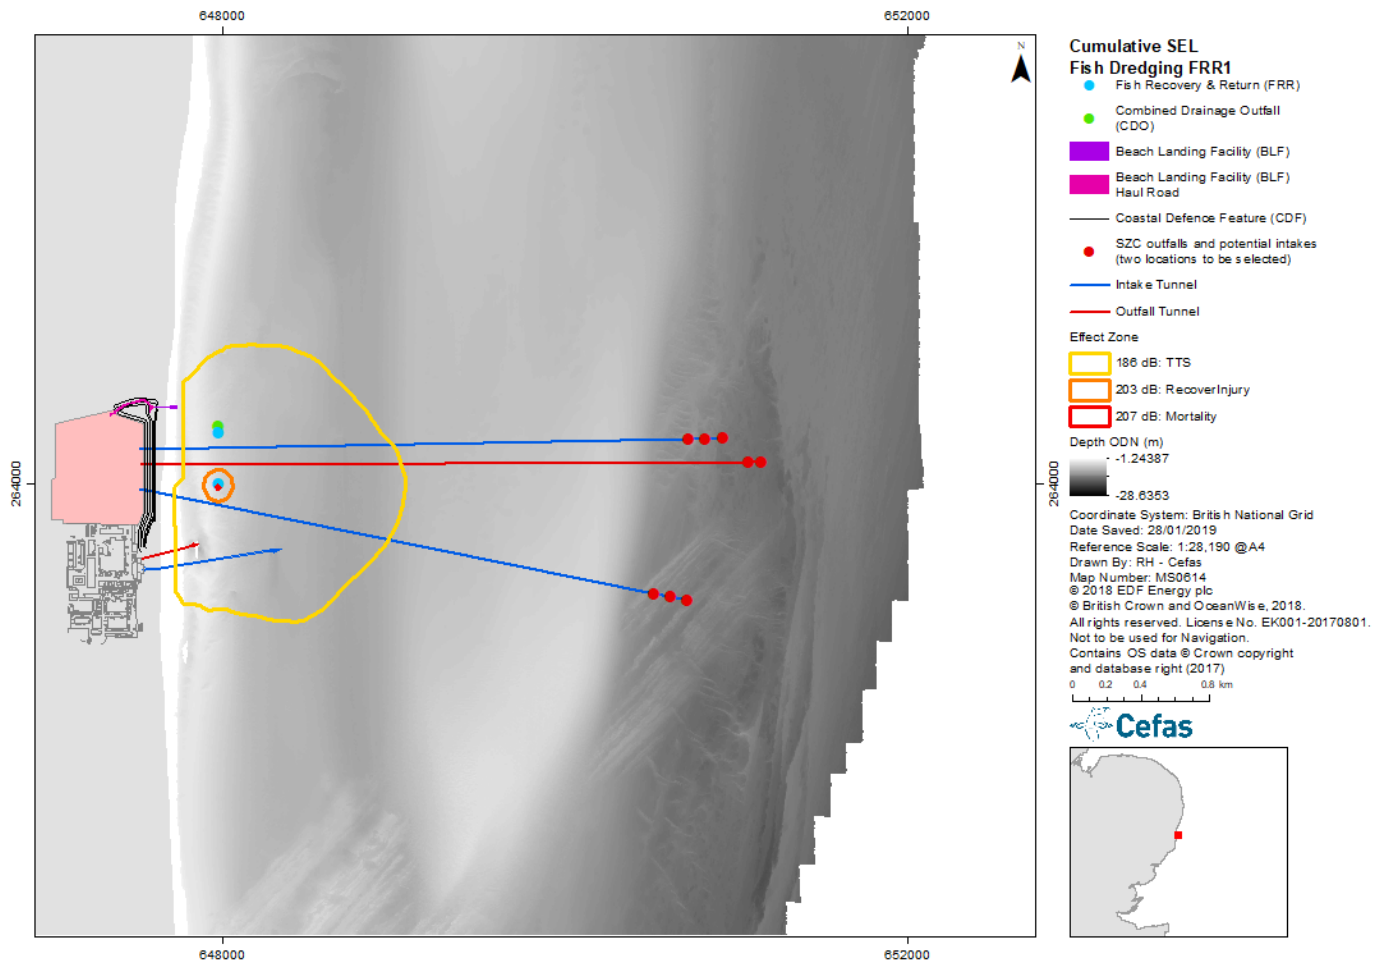 648000
652000
N
264000
264000
648000
652000
Cumulative SEL
Fish Dredging FRR1
Fish Recovery & Return (FRR)
Combined Drainage Outfall
(CDO)
Beach Landing Facility (BLF)
Beach Landing Facility (BLF)
Haul Road
Coastal Defence Feature (CDF)
SZC outfalls and potential intakes
(two locations to be selected)
Intake Tunnel
Outfall Tunnel
Effect Zone
186 dB: TTS
203 dB: RecoverInjury
207 dB: Mortality
Depth ODN (m)
-1.24387
-28.6353
Coordinate System: British National Grid
Date Saved: 28/01/2019
Reference Scale: 1:28,190 @A4
Drawn By: RH - Cefas
Map Number: MS0614
© 2018 EDF Energy plc
© British Crown and OceanWise, 2018.
All rights reserved. License No. EK001-20170801.
Not to be used for Navigation.
Contains OS data © Crown copyright
and database right (2017)
0 0.2 0.4 0.8 km
Cefas